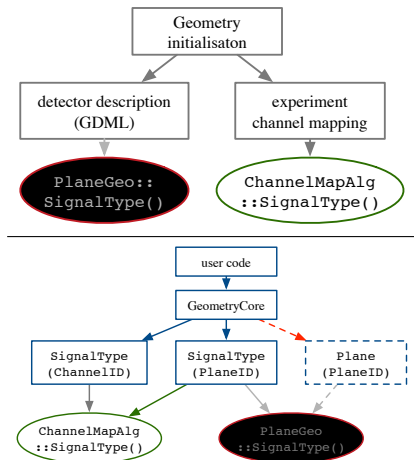 Geometry
initialisaton
detector description
(GDML)
experiment
channel mapping
PlaneGeo::
SignalType()
ChannelMapAlg
::SignalType()
user code
GeometryCore
SignalType
(ChannelID)
SignalType
(PlaneID)
Plane
(PlaneID)
ChannelMapAlg
::SignalType()
PlaneGeo
::SignalType()